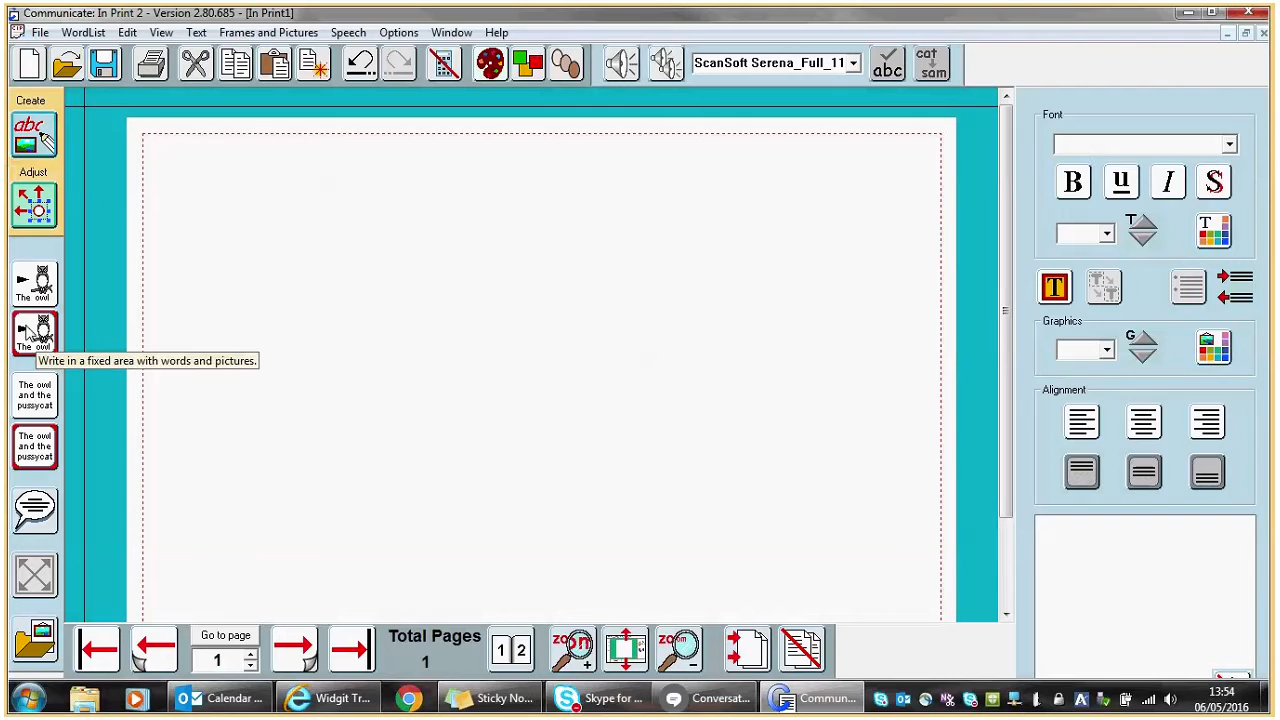 Communicate: In Print 2 - Version 2.80.685 - [In Print1]
File WordList Edit View Text Frames and Pictures Speech Options Window Help
ScanSoft Serena_Full_11
abc
cat
sam
Create
abc
Adjust
The owl
The owl
Write in a fixed area with words and pictures.
The owl
and the
pussycat
The owl
and the
pussycat
Font
B u I S
T
T
T
Graphics
G
Alignment
Go to page
1
Total Pages
1
1 2
zoom
+
zoom
-
Calendar ...
Widgit Tr...
Sticky No...
Skype for ...
Conversat...
Commun...
13:54
06/05/2016